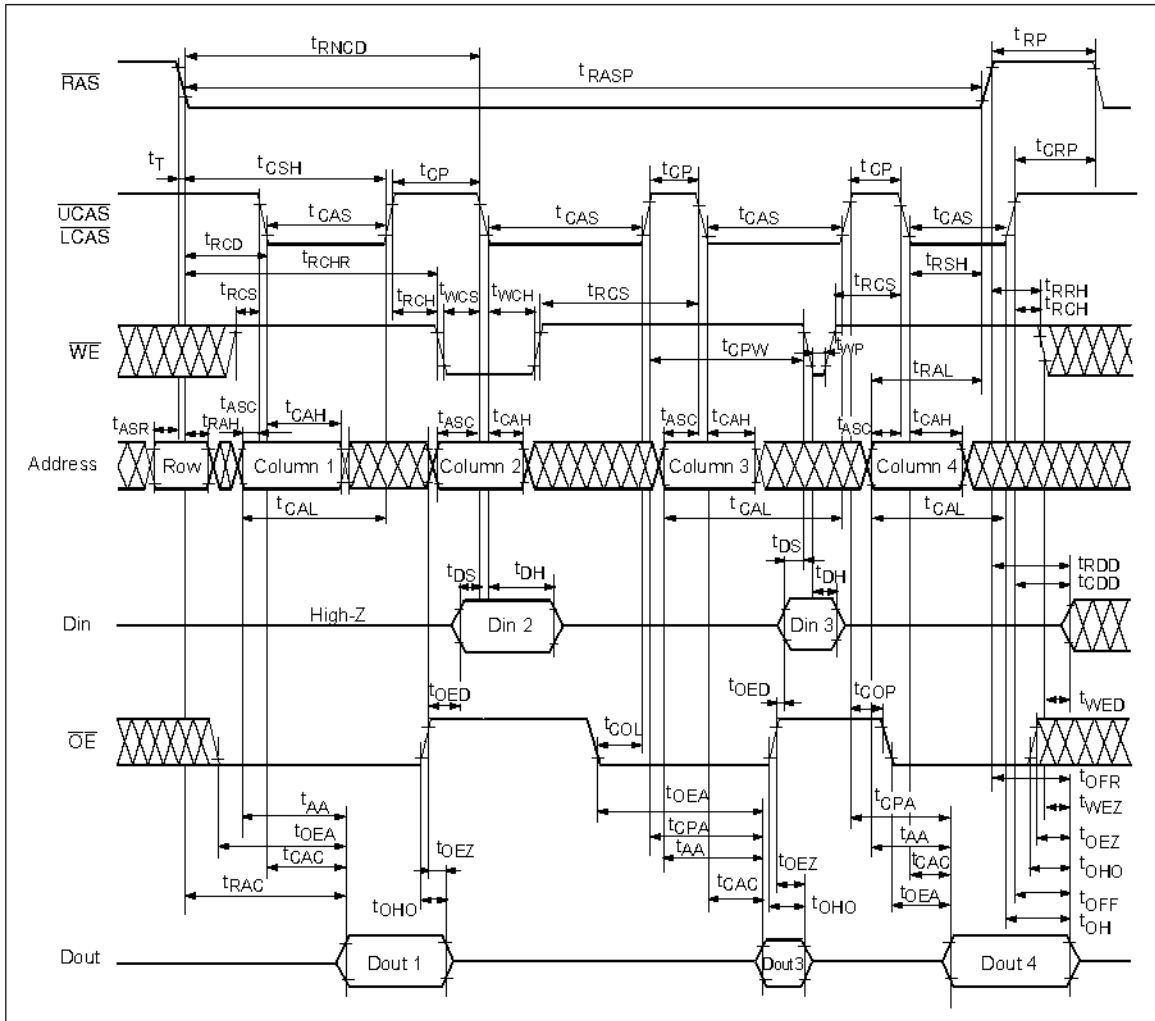 tRNCD
tRP
tRASP
RAS
tT
tCSH
tCP
tCP
tCP
tCRP
UCAS
LCAS
tCAS
tCAS
tCAS
tCAS
tRCD
tRCHR
tRSH
tRCS
tRCH
tWCS
tWCH
tRCS
tRCS
tRRH
tRCH
WE
tCPW
tWP
tRAL
tASR
tRAH
tASC
tCAH
tASC
tCAH
tASC
tCAH
tASC
tCAH
Address
Row
Column 1
Column 2
Column 3
Column 4
tCAL
tCAL
tCAL
tDS
tDH
tDS
tDH
tRDD
tCDD
Din
High-Z
Din 2
Din 3
tOED
tOED
tCOP
tWED
OE
tCOL
tOFR
tAA
tOEA
tCPA
tWEZ
tOEA
tCPA
tAA
tOEZ
tCAC
tOEZ
tAA
tOEZ
tCAC
tOHO
tRAC
tCAC
tOEA
tOFF
tOHO
tOHO
tOH
Dout
Dout 1
Dout3
Dout 4